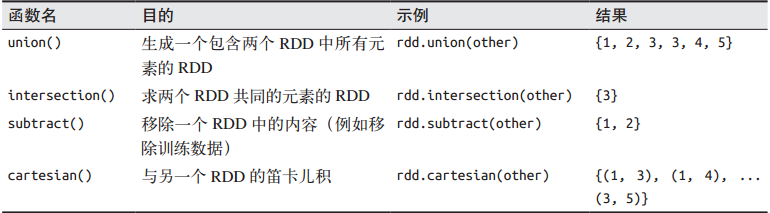 函数名 目的 示例 结果
union() 生成一个包含两个 RDD 中所有元 rdd.union(other) {1, 2, 3, 3, 4, 5}
素的 RDD
intersection() 求两个 RDD 共同的元素的 RDD rdd.intersection(other) {3}
subtract() 移除一个 RDD 中的内容（例如移 rdd.subtract(other) {1, 2}
除训练数据）
cartesian() 与另一个 RDD 的笛卡儿积 rdd.cartesian(other) {(1, 3), (1, 4), ...
(3, 5)}